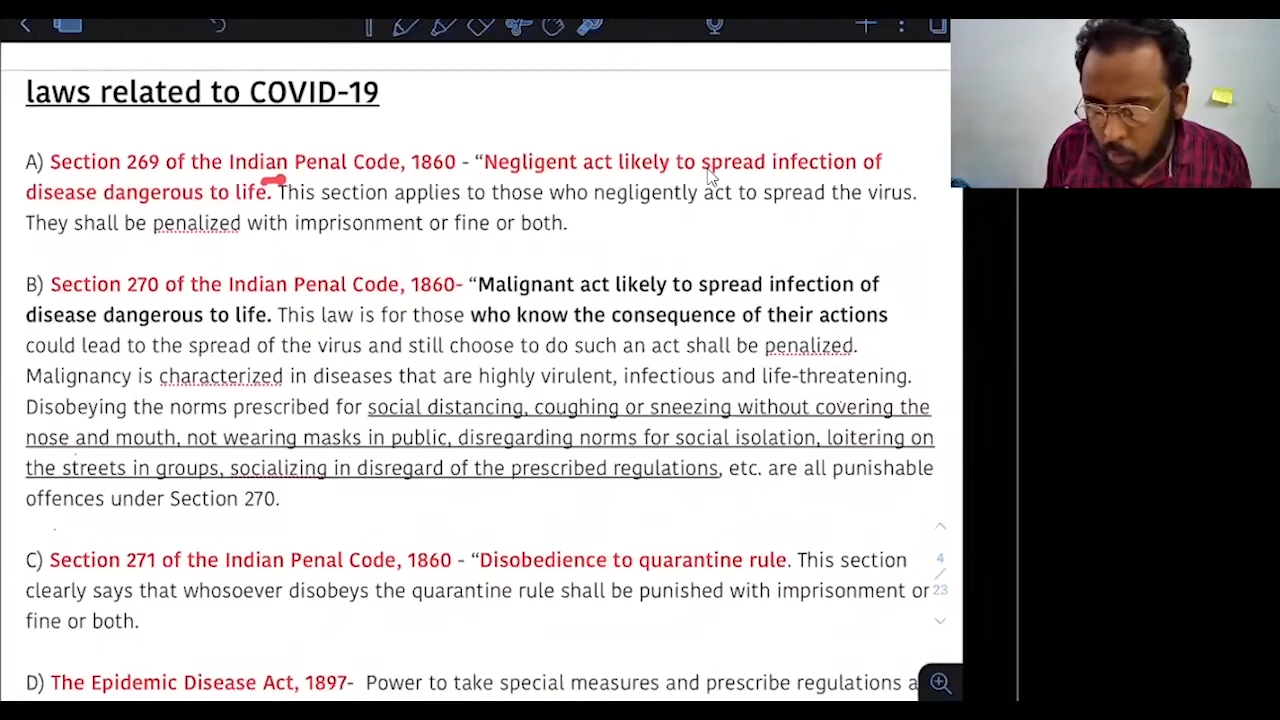 laws related to COVID-19
A) Section 269 of the Indian Penal Code, 1860 - “Negligent act likely to spread infection of
disease dangerous to life. This section applies to those who negligently act to spread the virus.
They shall be penalized with imprisonment or fine or both.
B) Section 270 of the Indian Penal Code, 1860- “Malignant act likely to spread infection of
disease dangerous to life. This law is for those who know the consequence of their actions
could lead to the spread of the virus and still choose to do such an act shall be penalized.
Malignancy is characterized in diseases that are highly virulent, infectious and life-threatening.
Disobeying the norms prescribed for social distancing, coughing or sneezing without covering the
nose and mouth, not wearing masks in public, disregarding norms for social isolation, loitering on
the streets in groups, socializing in disregard of the prescribed regulations, etc. are all punishable
offences under Section 270.
C) Section 271 of the Indian Penal Code, 1860 - “Disobedience to quarantine rule. This section
clearly says that whosoever disobeys the quarantine rule shall be punished with imprisonment or
fine or both.
4
/
23
D) The Epidemic Disease Act, 1897- Power to take special measures and prescribe regulations a